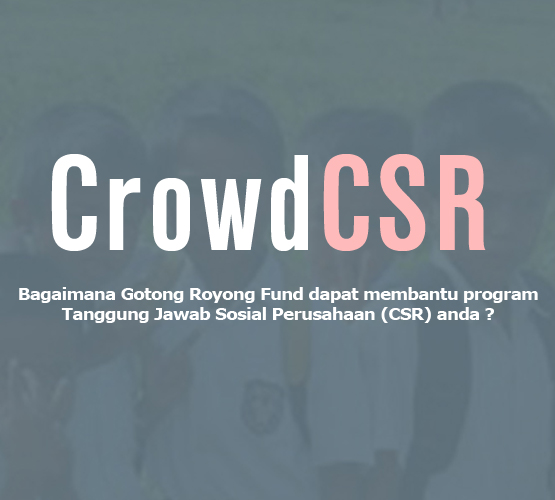 CrowdCSR
Bagaimana Gotong Royong Fund dapat membantu program
Tanggung Jawab Sosial Perusahaan (CSR) anda ?